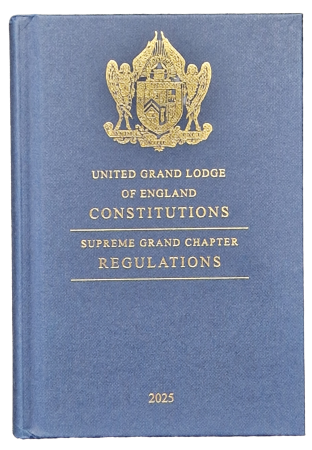 UNITED GRAND LODGE
OF ENGLAND
CONSTITUTIONS
SUPREME GRAND CHAPTER
REGULATIONS
2025